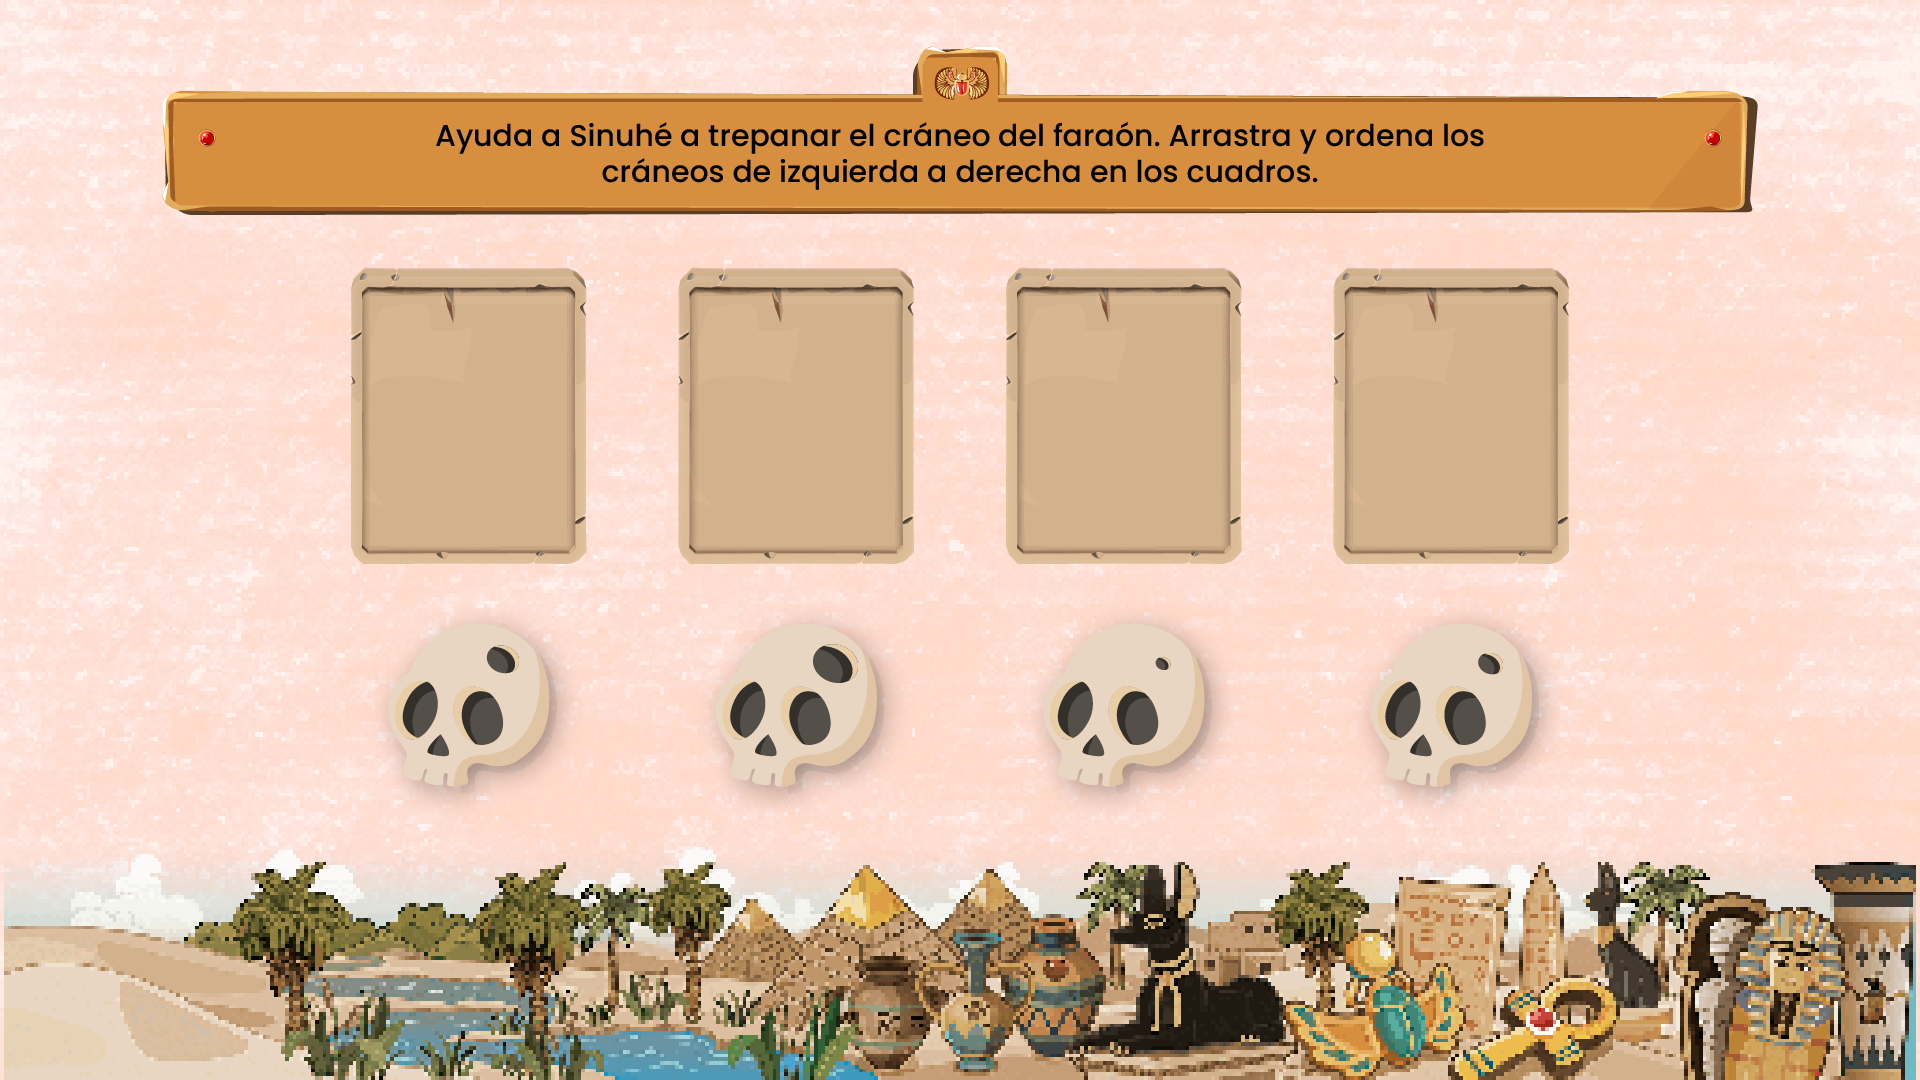 Ayuda a Sinuhé a trepanar el cráneo del faraón. Arrastra y ordena los
cráneos de izquierda a derecha en los cuadros.